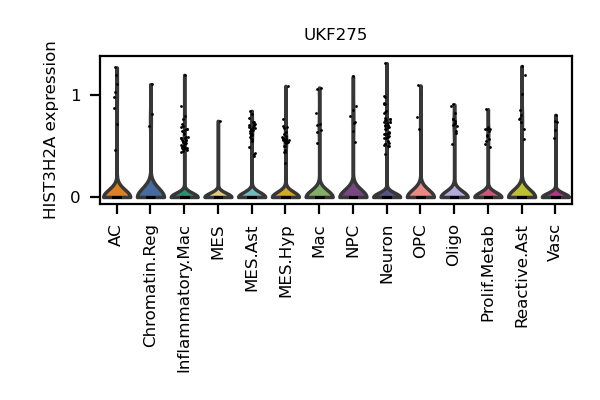 UKF275
HIST3H2A expression
1
0
AC
Chromatin.Reg
Inflammatory.Mac
MES
MES.Ast
MES.Hyp
Mac
NPC
Neuron
OPC
Oligo
Prolif.Metab
Reactive.Ast
Vasc